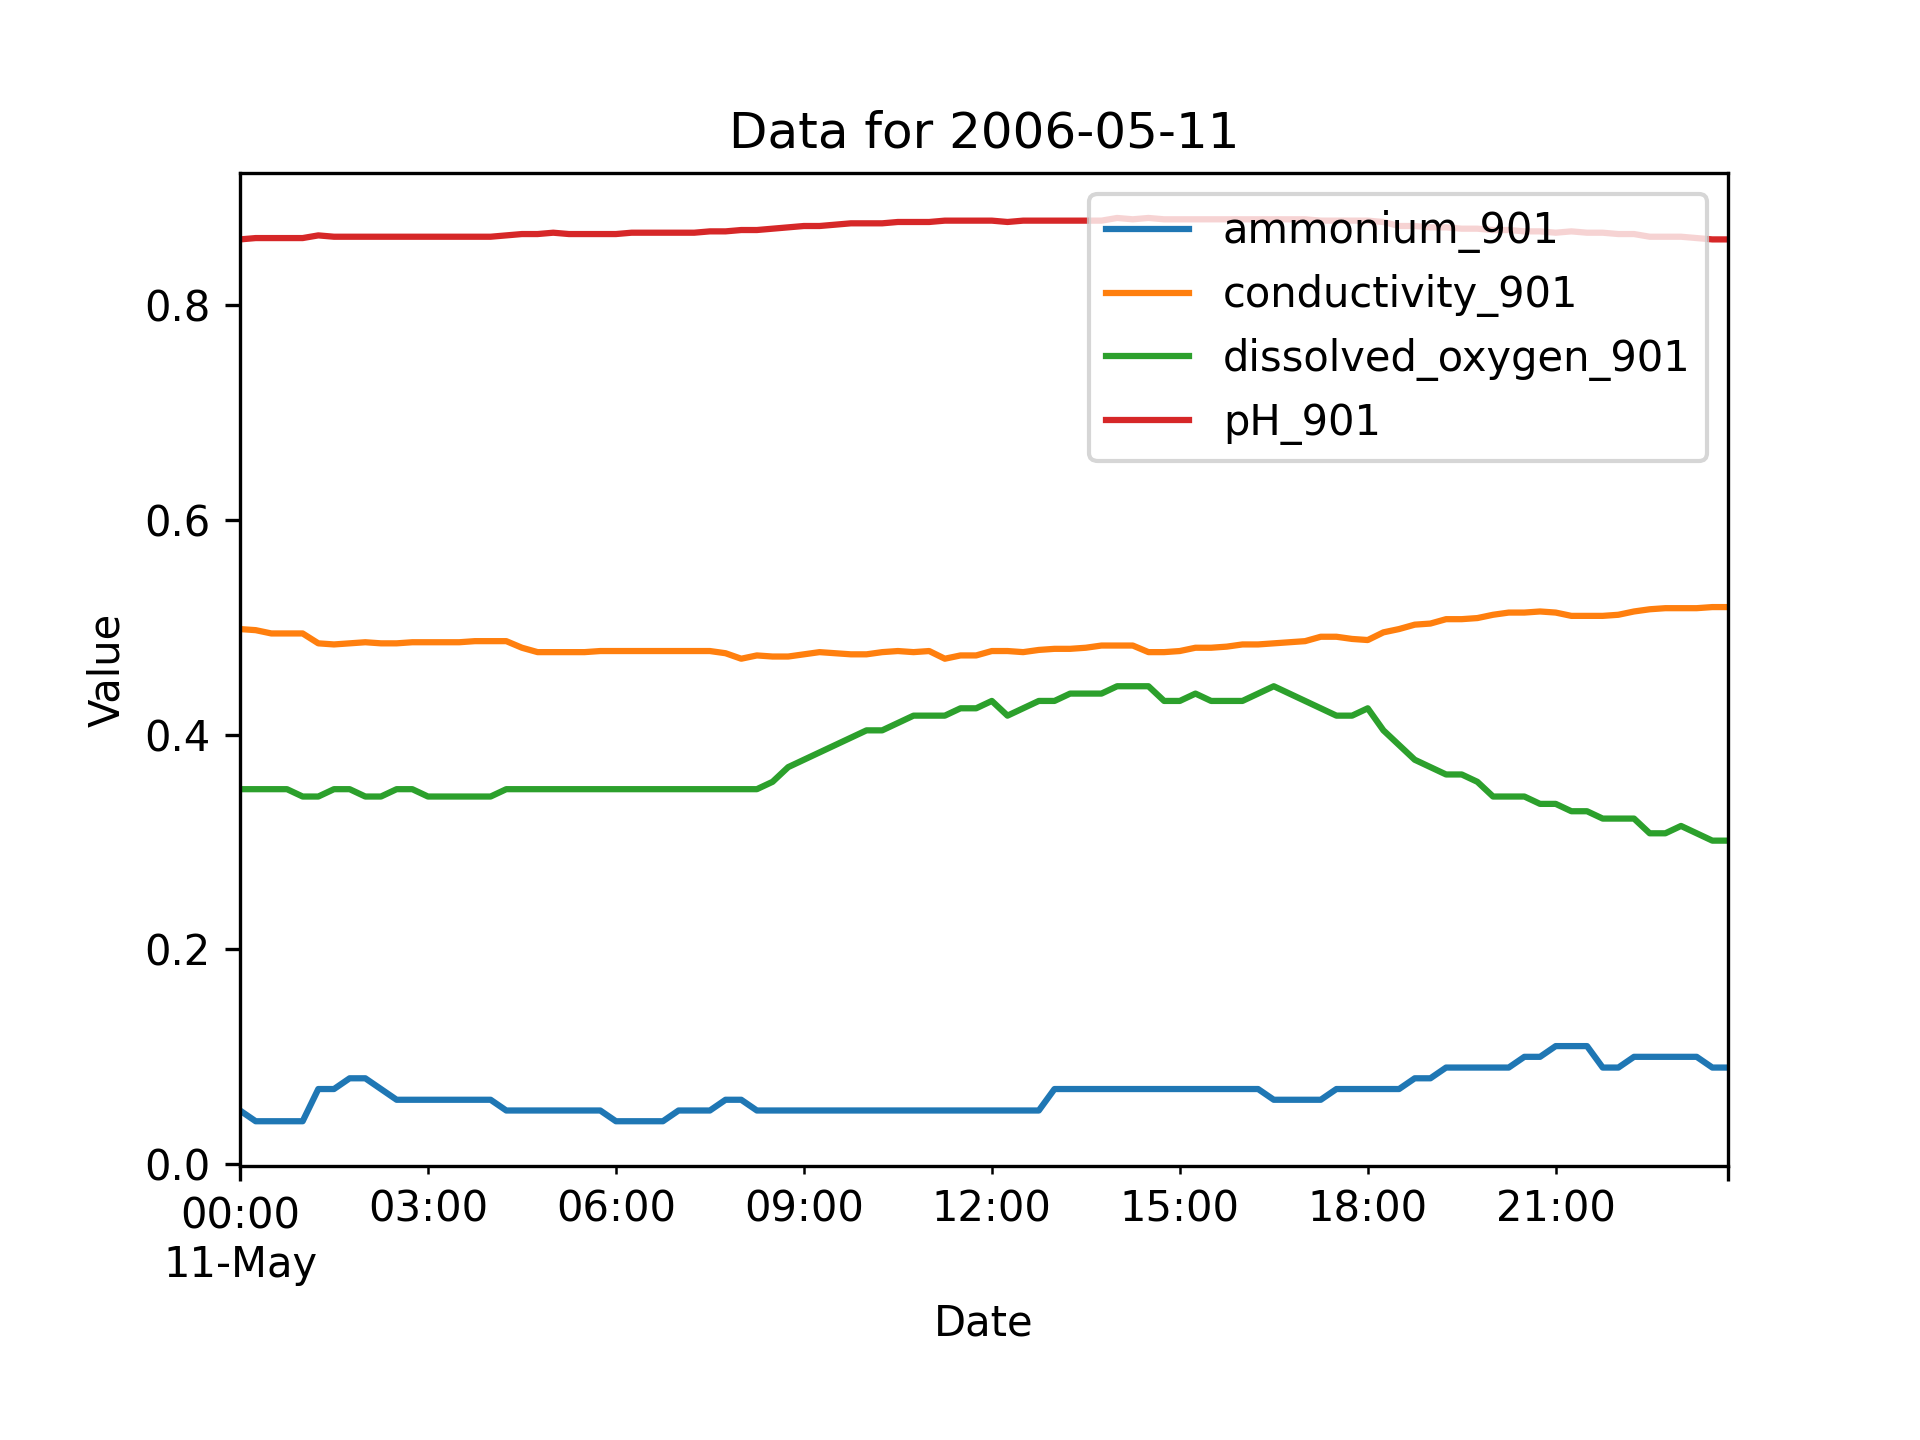 Data for 2006-05-11
ammonium_901
conductivity_901
dissolved_oxygen_901
pH_901
Value
0.8
0.6
0.4
0.2
0.0
00:00 03:00 06:00 09:00 12:00 15:00 18:00 21:00
11-May
Date